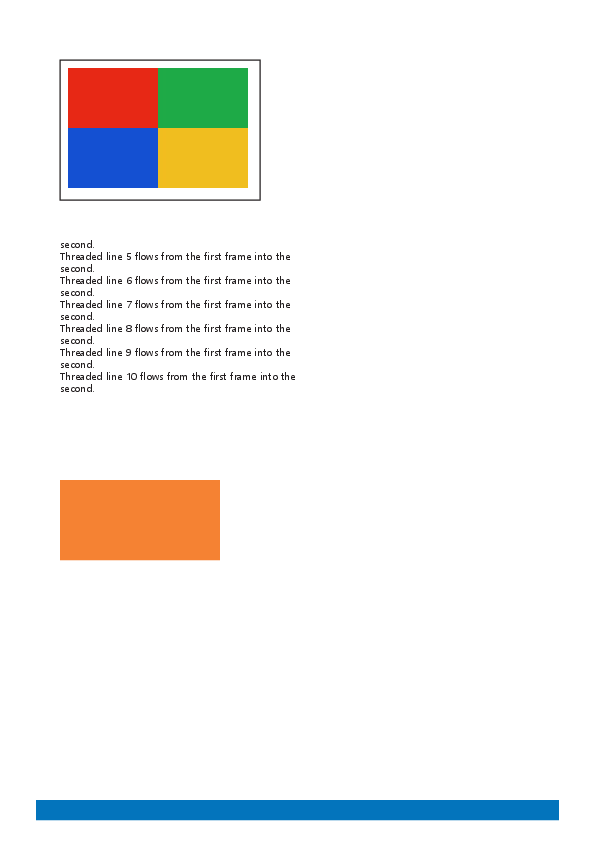 second.
Threaded line 5 flows from the first frame into the
second.
Threaded line 6 flows from the first frame into the
second.
Threaded line 7 flows from the first frame into the
second.
Threaded line 8 flows from the first frame into the
second.
Threaded line 9 flows from the first frame into the
second.
Threaded line 10 flows from the first frame into the
second.